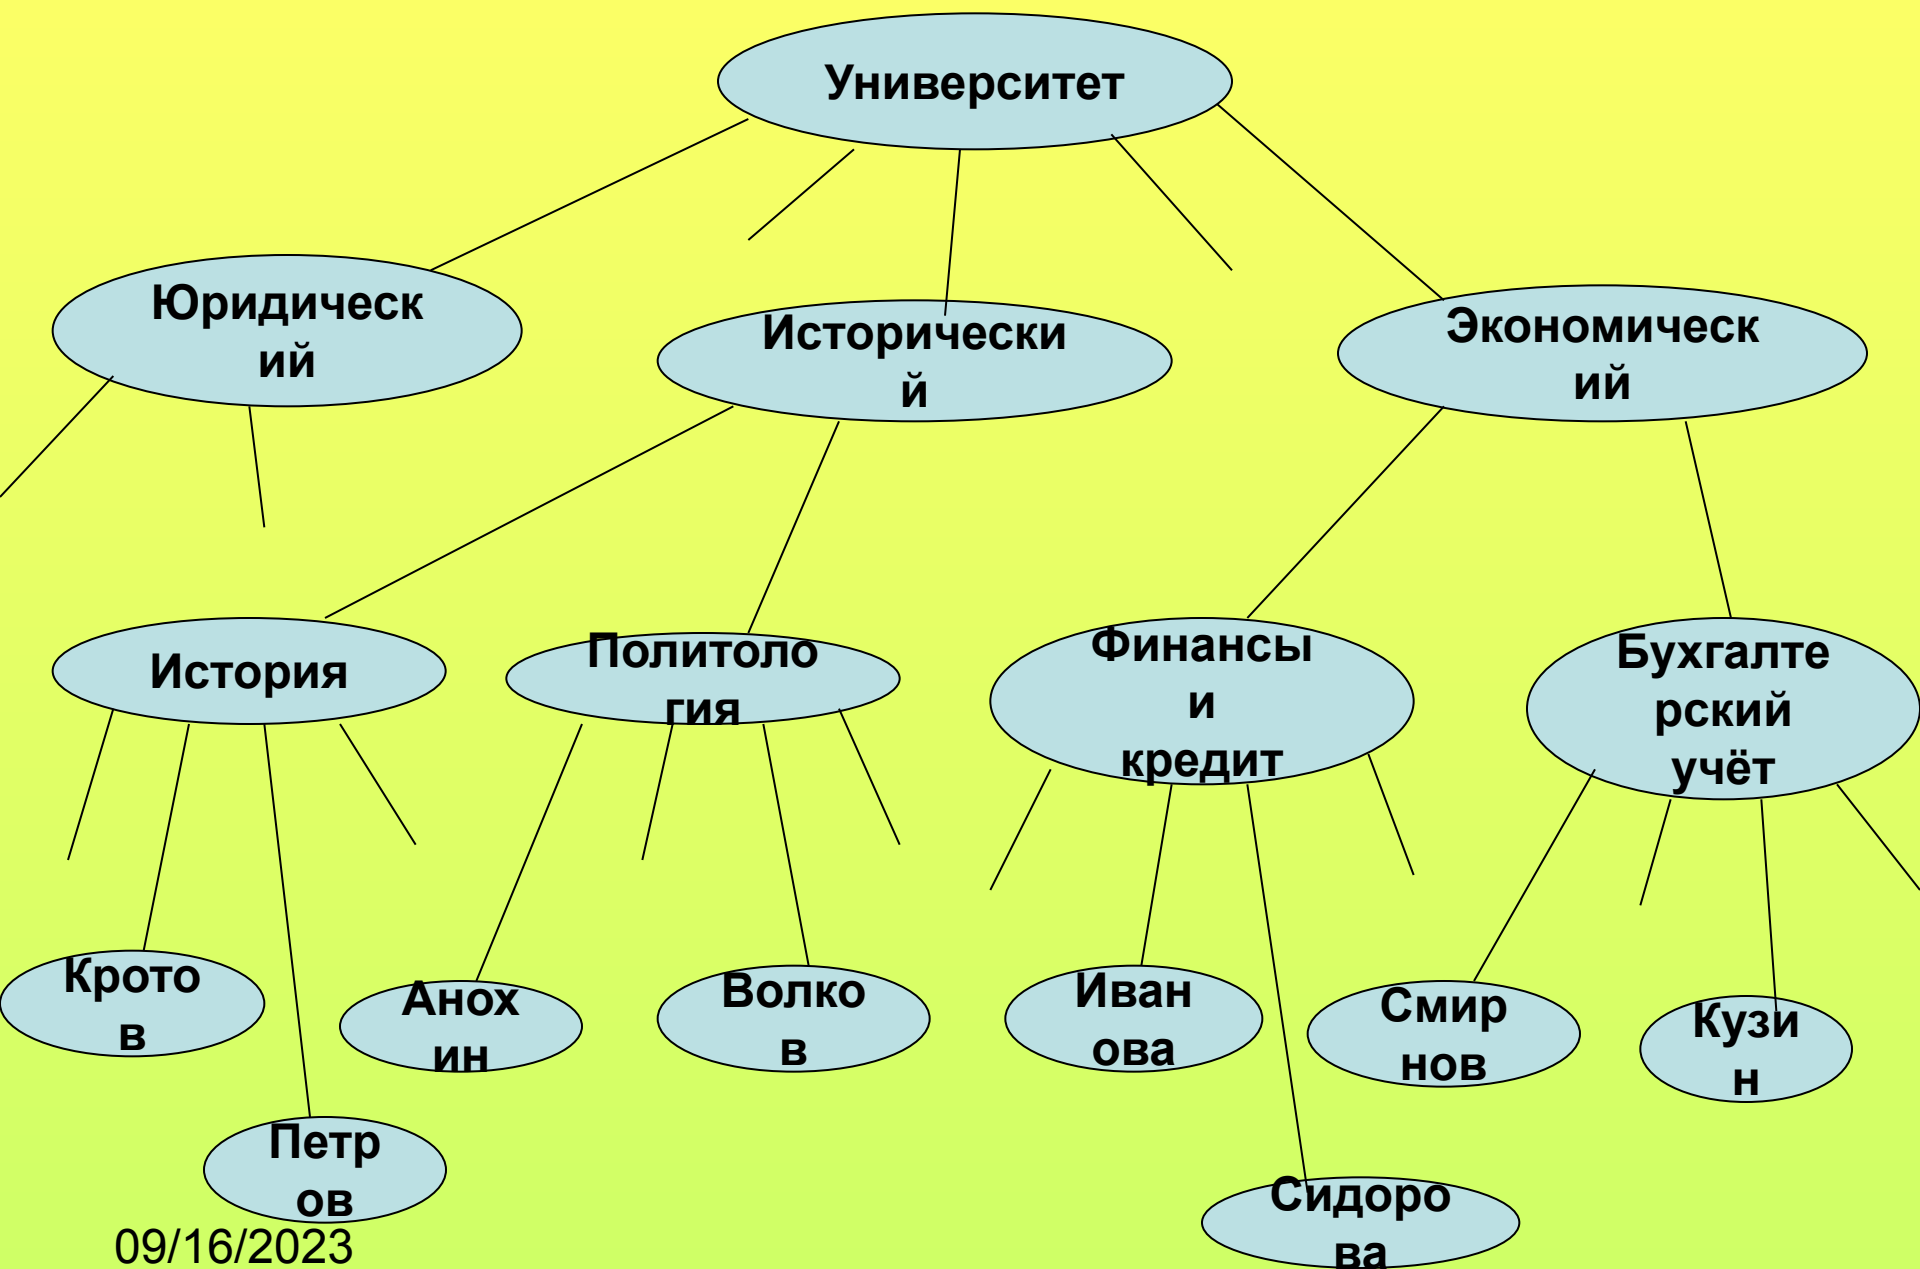 Университет
Юридическ
ий
Исторически
й
Экономическ
ий
История
Политоло
гия
Финансы
и
кредит
Бухгалте
рский
учёт
Крото
в
Петр
ов
Анох
ин
Волко
в
Иван
ова
Сидоро
ва
Смир
нов
Кузи
н
09/16/2023